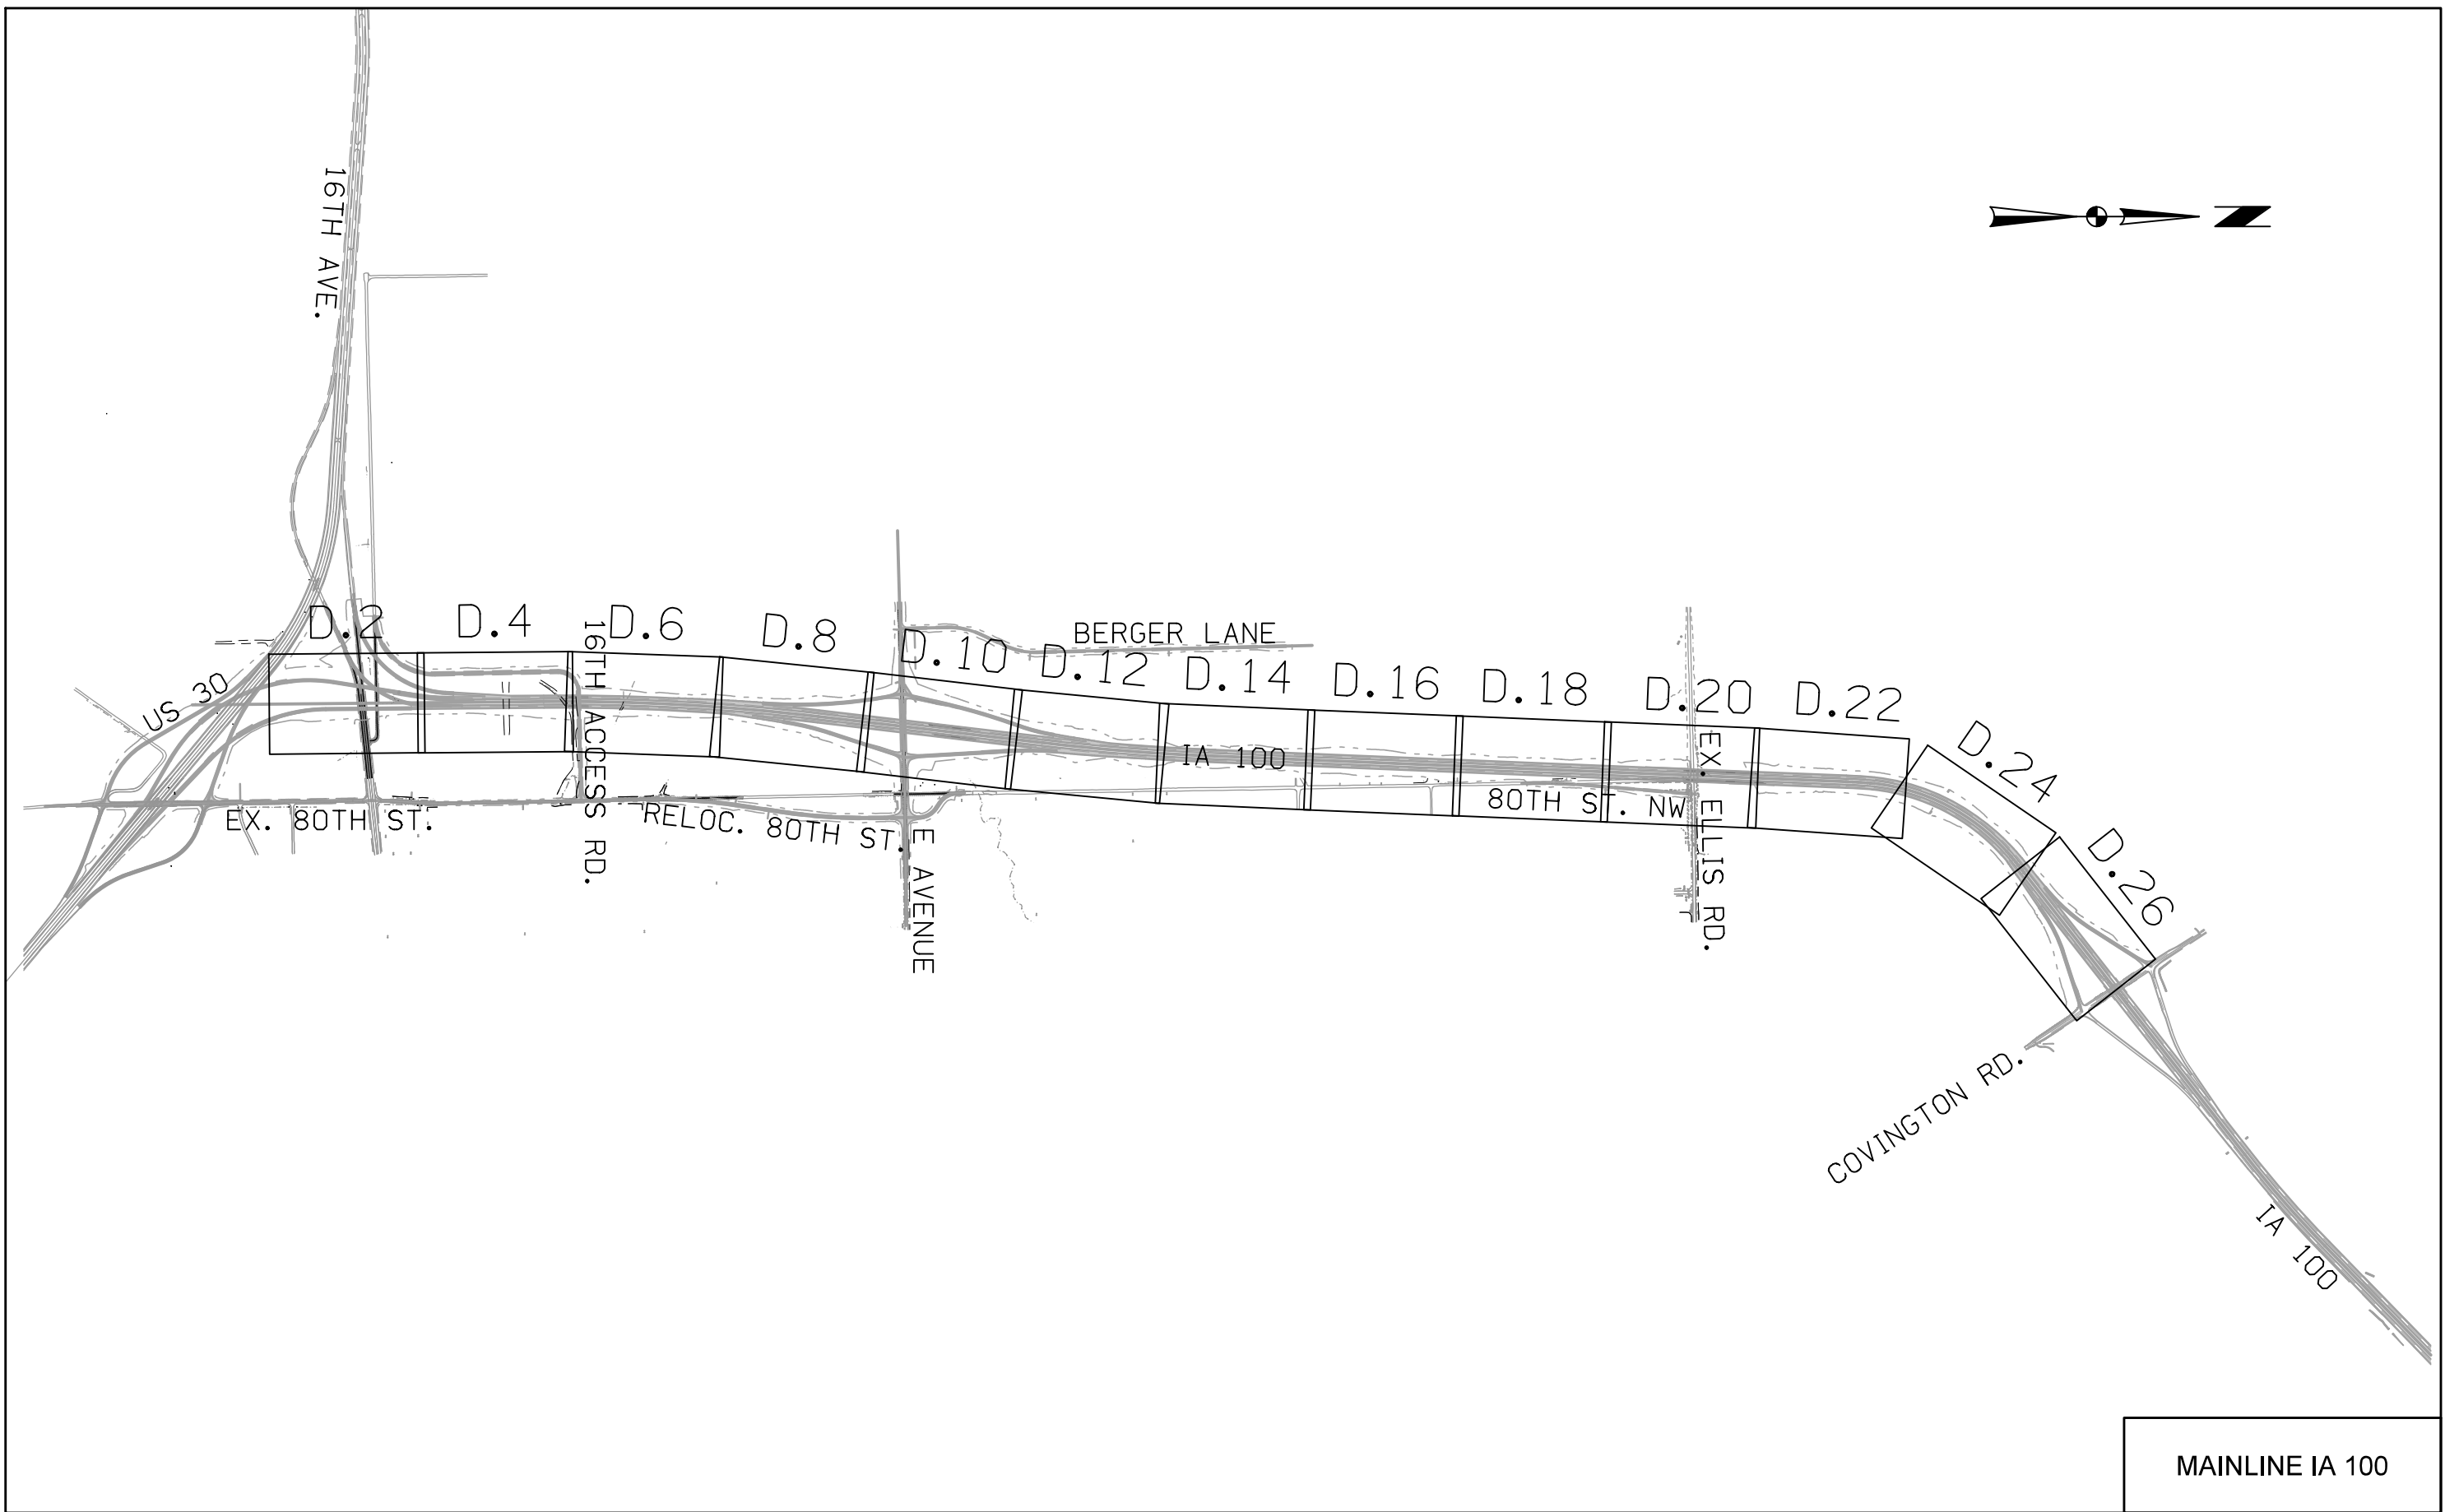 16TH AVE.
N
D.2
D.4
D.6
D.8
D.10
D.12
D.14
D.16
D.18
D.20
D.22
D.24
D.26
BERGER LANE
US 30
16TH ACCESS RD.
IA 100
EX. ELLIS RD.
80TH ST. NW
EX. 80TH ST.
RELOC. 80TH ST.
E AVENUE
COVINGTON RD.
IA 100
MAINLINE IA 100